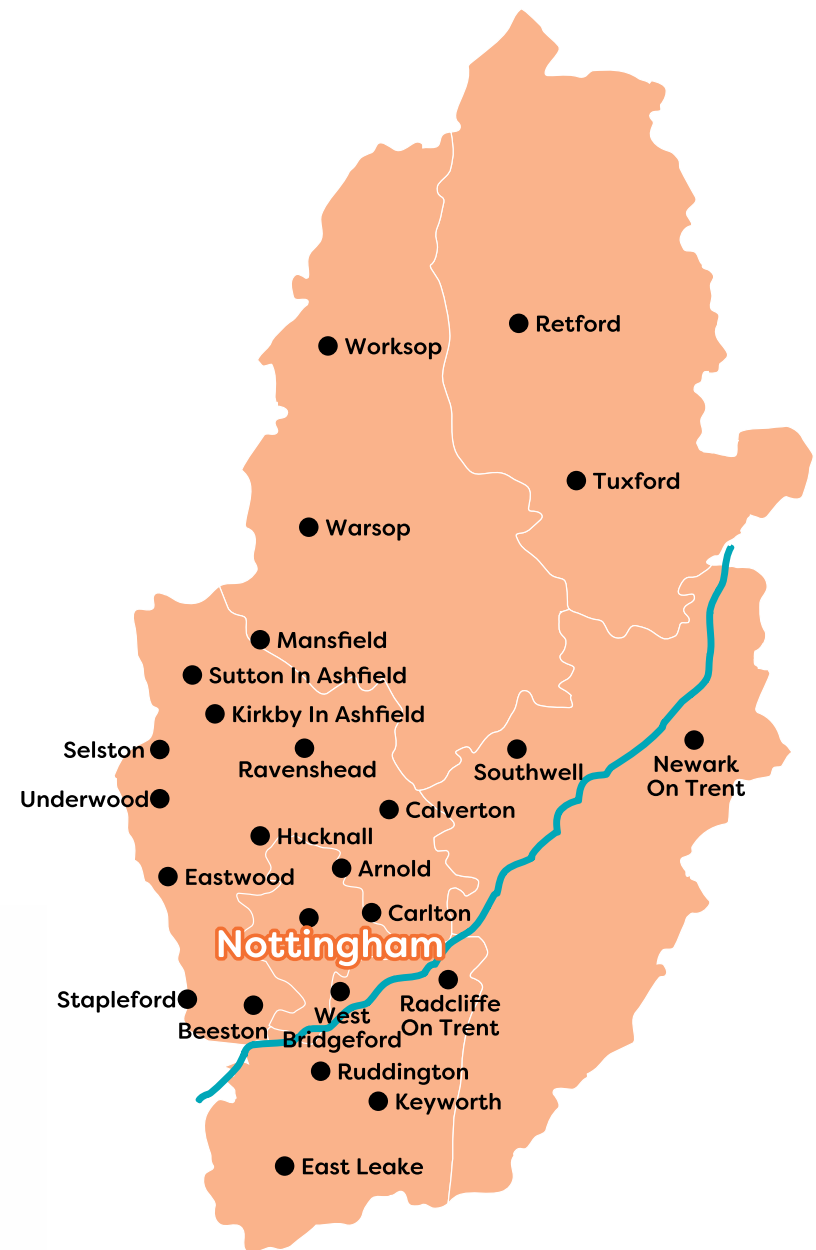 Retford
Worksop
Tuxford
Warsop
Mansfield
Sutton In Ashfield
Kirkby In Ashfield
Selston
Ravenshead
Southwell
Newark
On Trent
Underwood
Calverton
Hucknall
Arnold
Eastwood
Carlton
Nottingham
Stapleford
Beeston
West
Bridgeford
Radcliffe
On Trent
Ruddington
Keyworth
East Leake